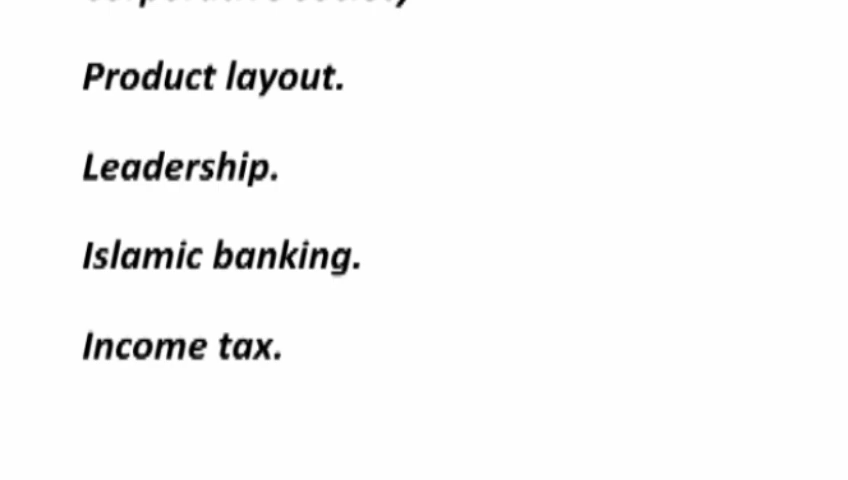 Product layout.
Leadership.
Islamic banking.
Income tax.